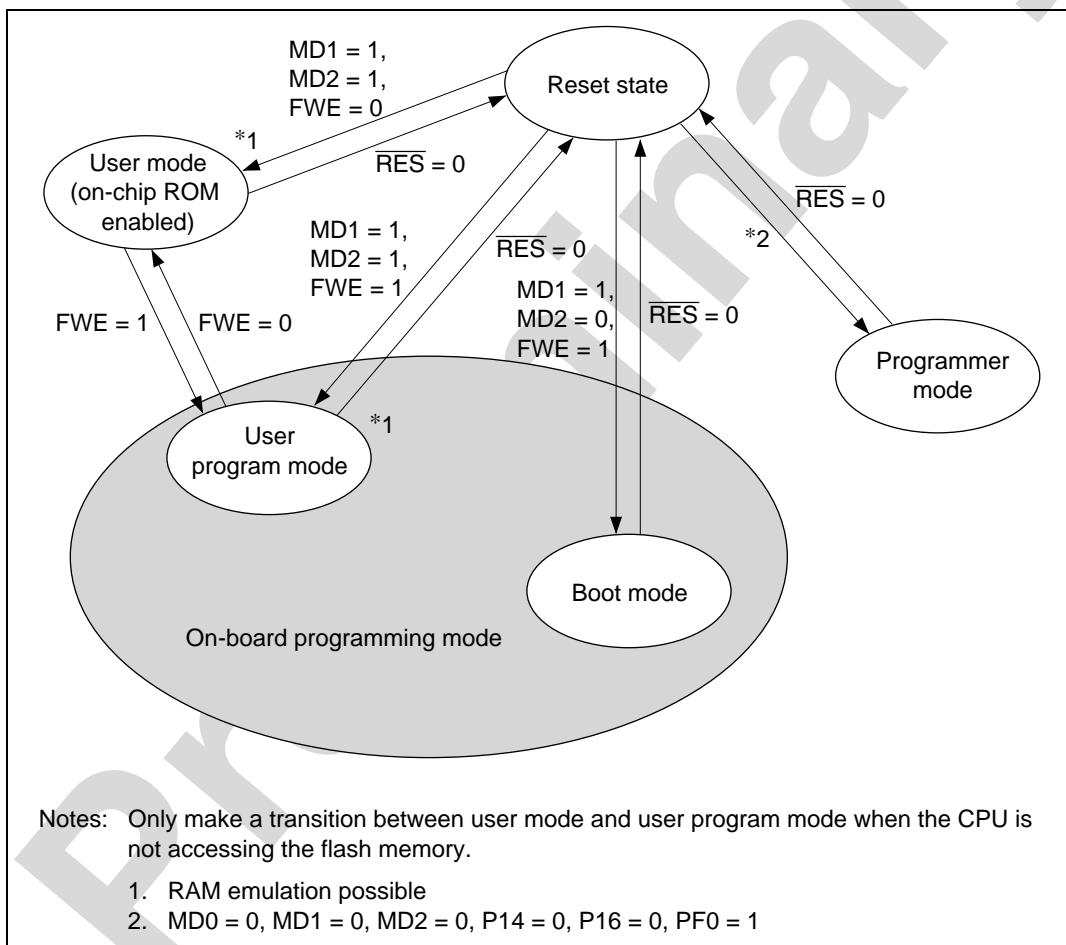 Reset state
MD1 = 1,
MD2 = 1,
FWE = 0
*1
RES = 0
User mode
(on-chip ROM
enabled)
MD1 = 1,
MD2 = 1,
FWE = 1
RES = 0
MD1 = 1,
MD2 = 0,
FWE = 1
RES = 0
RES = 0
*2
FWE = 1
FWE = 0
Programmer
mode
User
program mode
*1
Boot mode
On-board programming mode
Notes: Only make a transition between user mode and user program mode when the CPU is
not accessing the flash memory.
1. RAM emulation possible
2. MD0 = 0, MD1 = 0, MD2 = 0, P14 = 0, P16 = 0, PF0 = 1